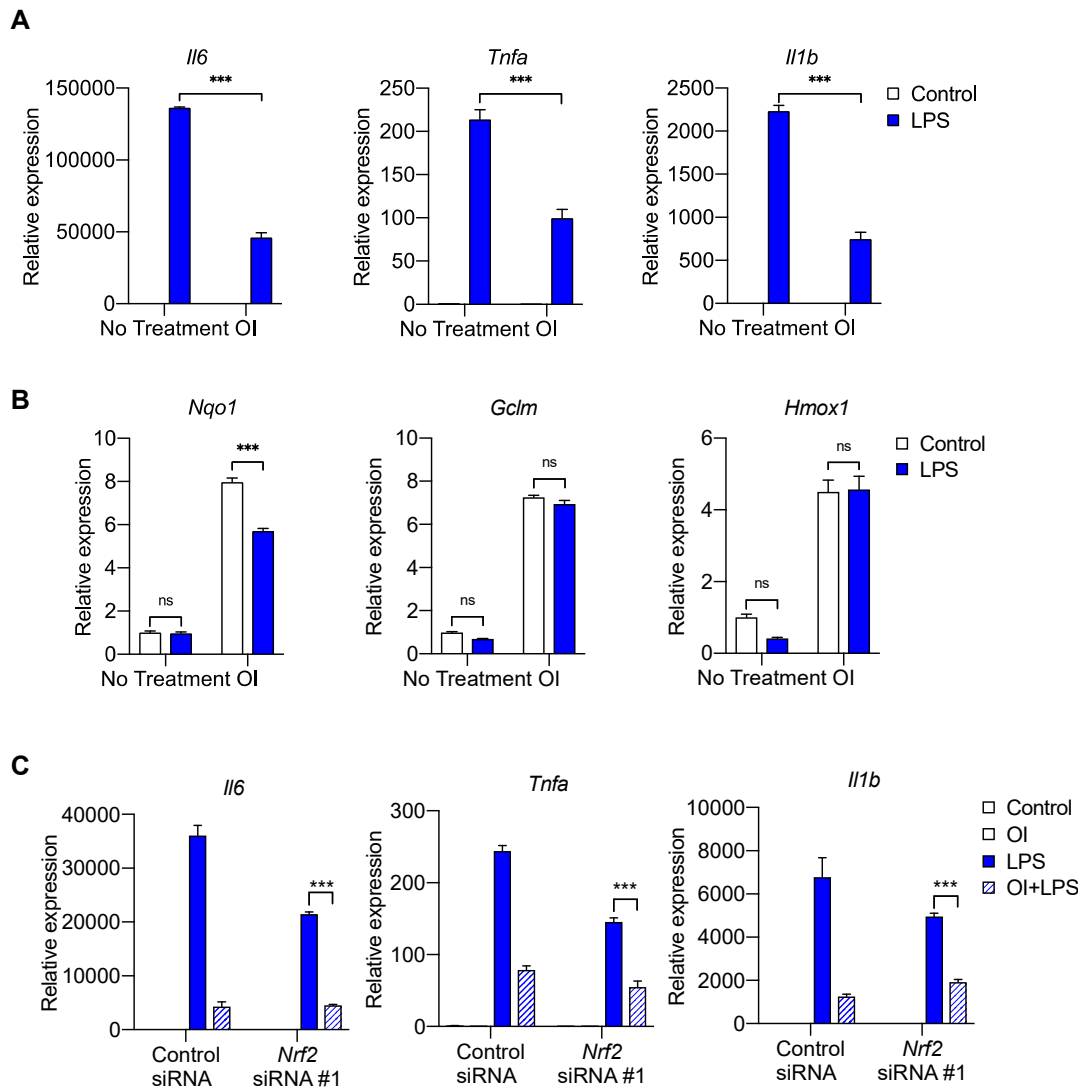 A
Il6
Tnfa
Il1b
Relative expression
150000
100000
50000
0
***
No Treatment OI
Relative expression
250
200
150
100
50
0
***
No Treatment OI
Relative expression
2500
2000
1500
1000
500
0
***
No Treatment OI
Control
LPS
B
Nqo1
Gclm
Hmox1
Relative expression
10
8
6
4
2
0
ns
***
No Treatment OI
Relative expression
10
8
6
4
2
0
ns
ns
No Treatment OI
Relative expression
6
4
2
0
ns
ns
No Treatment OI
Control
LPS
C
Il6
Tnfa
Il1b
Relative expression
40000
30000
20000
10000
0
***
Control
siRNA
Nrf2
siRNA #1
Relative expression
300
200
100
0
***
Control
siRNA
Nrf2
siRNA #1
Relative expression
10000
8000
6000
4000
2000
0
***
Control
siRNA
Nrf2
siRNA #1
Control
OI
LPS
OI+LPS